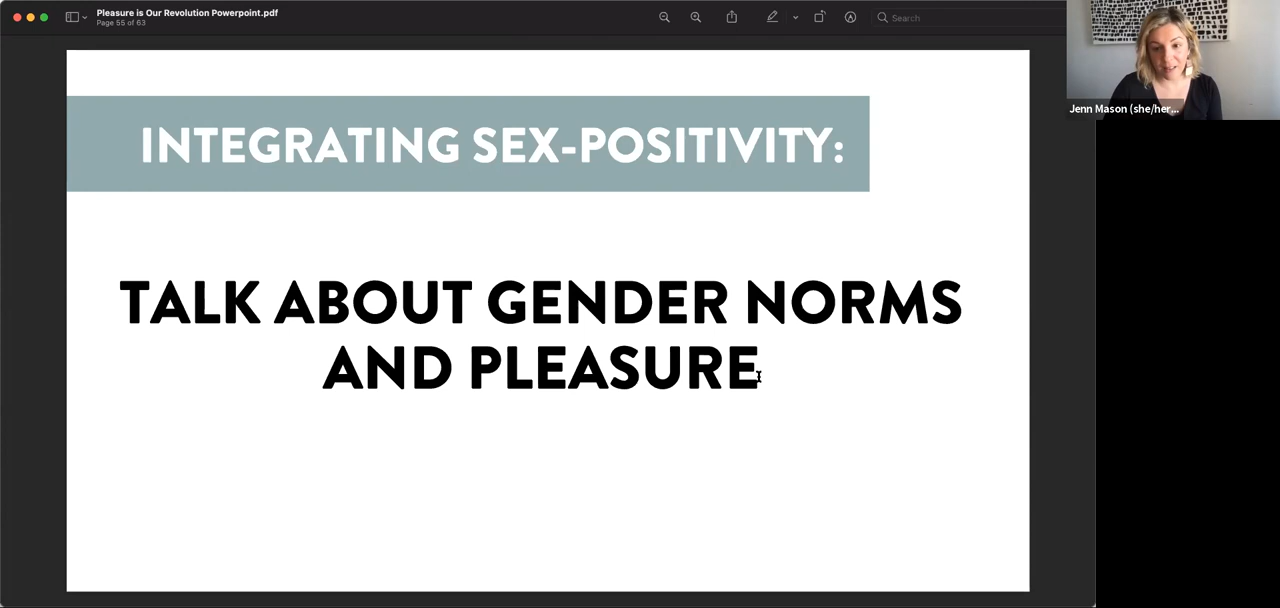 Pleasure is Our Revolution Powerpoint.pdf
Page 55 of 63
Search
Jenn Mason (she/her...
INTEGRATING SEX-POSITIVITY:
TALK ABOUT GENDER NORMS
AND PLEASURE